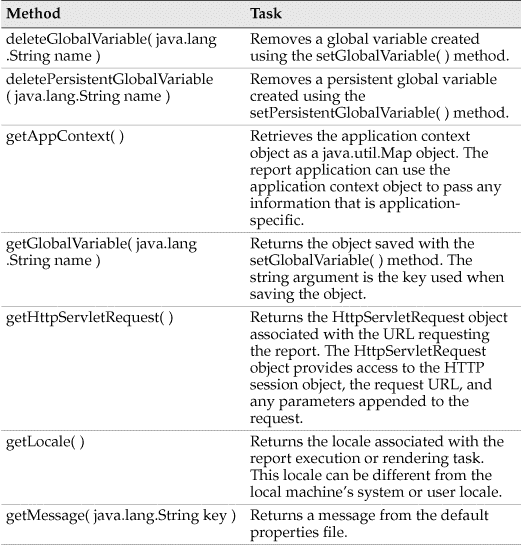 Method Task
deleteGlobalVariable( java.lang Removes a global variable created
.String name ) using the setGlobalVariable( ) method.
deletePersistentGlobalVariable Removes a persistent global variable
( java.lang.String name ) created using the
setPersistentGlobalVariable( ) method.
getAppContext( ) Retrieves the application context
object as a java.util.Map object. The
report application can use the
application context object to pass any
information that is application-
specific.
getGlobalVariable( java.lang Returns the object saved with the
.String name ) setGlobalVariable( ) method. The
string argument is the key used when
saving the object.
getHttpServletRequest( ) Returns the HttpServletRequest object
associated with the URL requesting
the report. The HttpServletRequest
object provides access to the HTTP
session object, the request URL, and
any parameters appended to the
request.
getLocale( ) Returns the locale associated with the
report execution or rendering task.
This locale can be different from the
local machine's system or user locale.
getMessage( java.lang.String key ) Returns a message from the default
properties file.